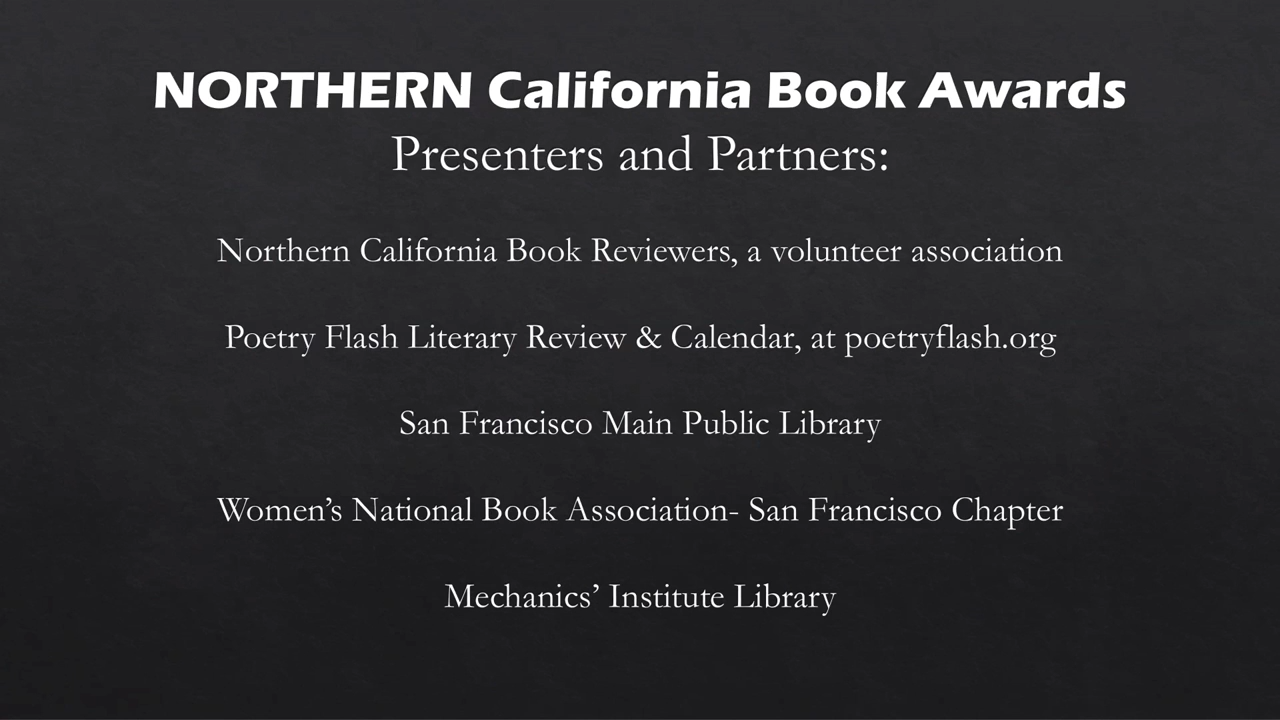 NORTHERN California Book Awards
Presenters and Partners:
Northern California Book Reviewers, a volunteer association
Poetry Flash Literary Review & Calendar, at poetryflash.org
San Francisco Main Public Library
Women’s National Book Association- San Francisco Chapter
Mechanics’ Institute Library